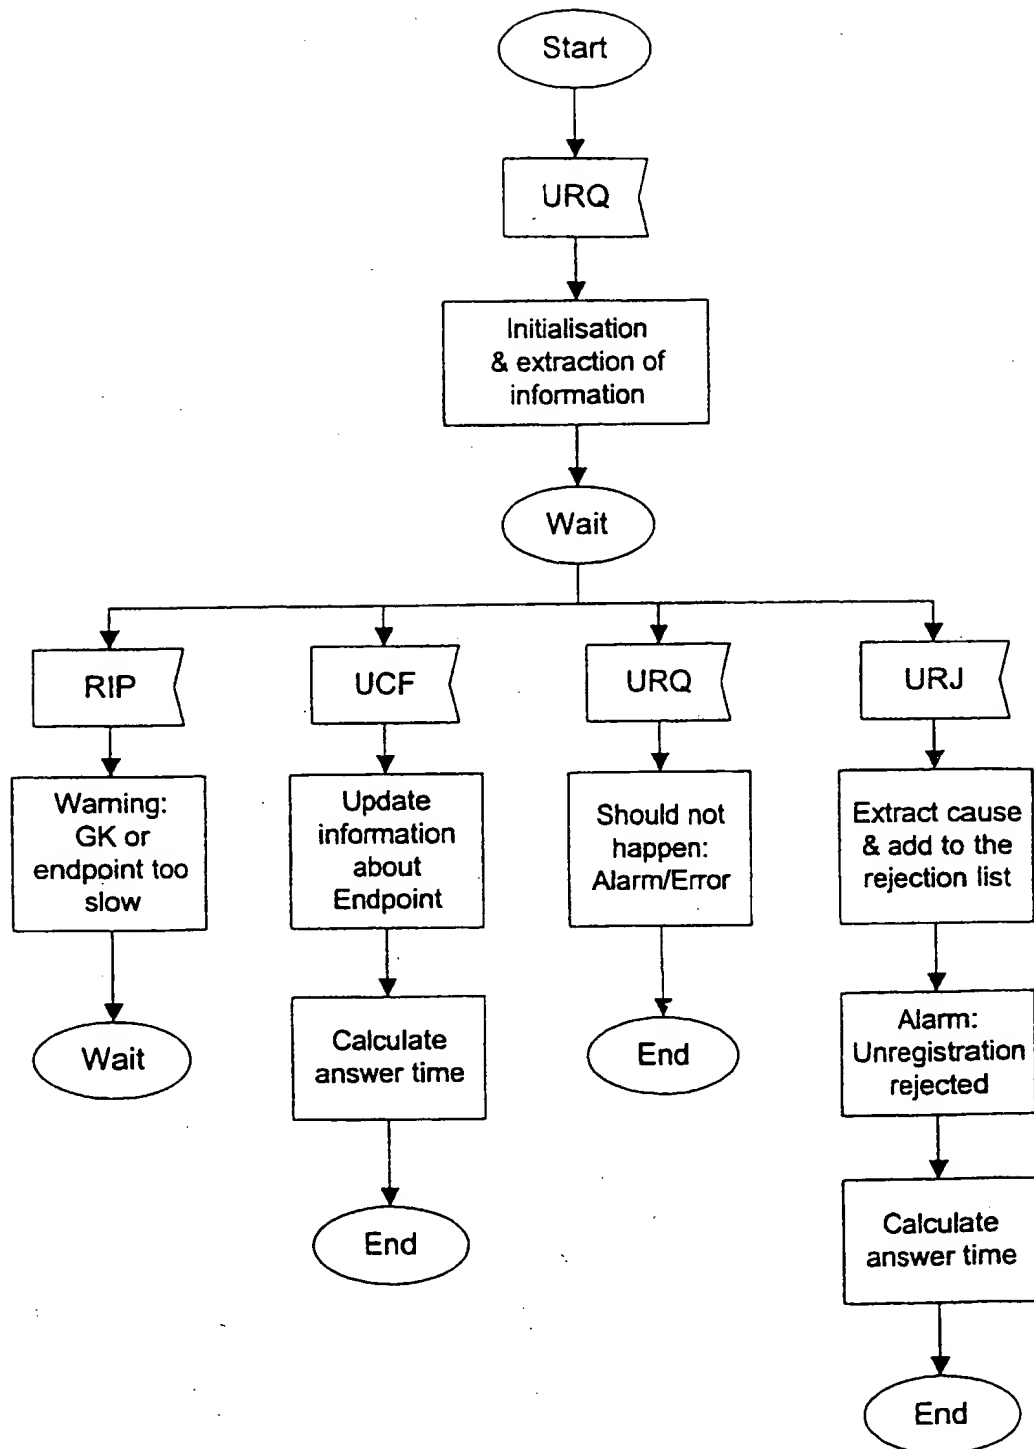 Start
URQ
Initialisation
& extraction of
information
Wait
RIP
UCF
URQ
URJ
Warning:
GK or
endpoint too
slow
Update
information
about
Endpoint
Should not
happen:
Alarm/Error
Extract cause
& add to the
rejection list
Wait
Calculate
answer time
End
Alarm:
Unregistration
rejected
End
Calculate
answer time
End